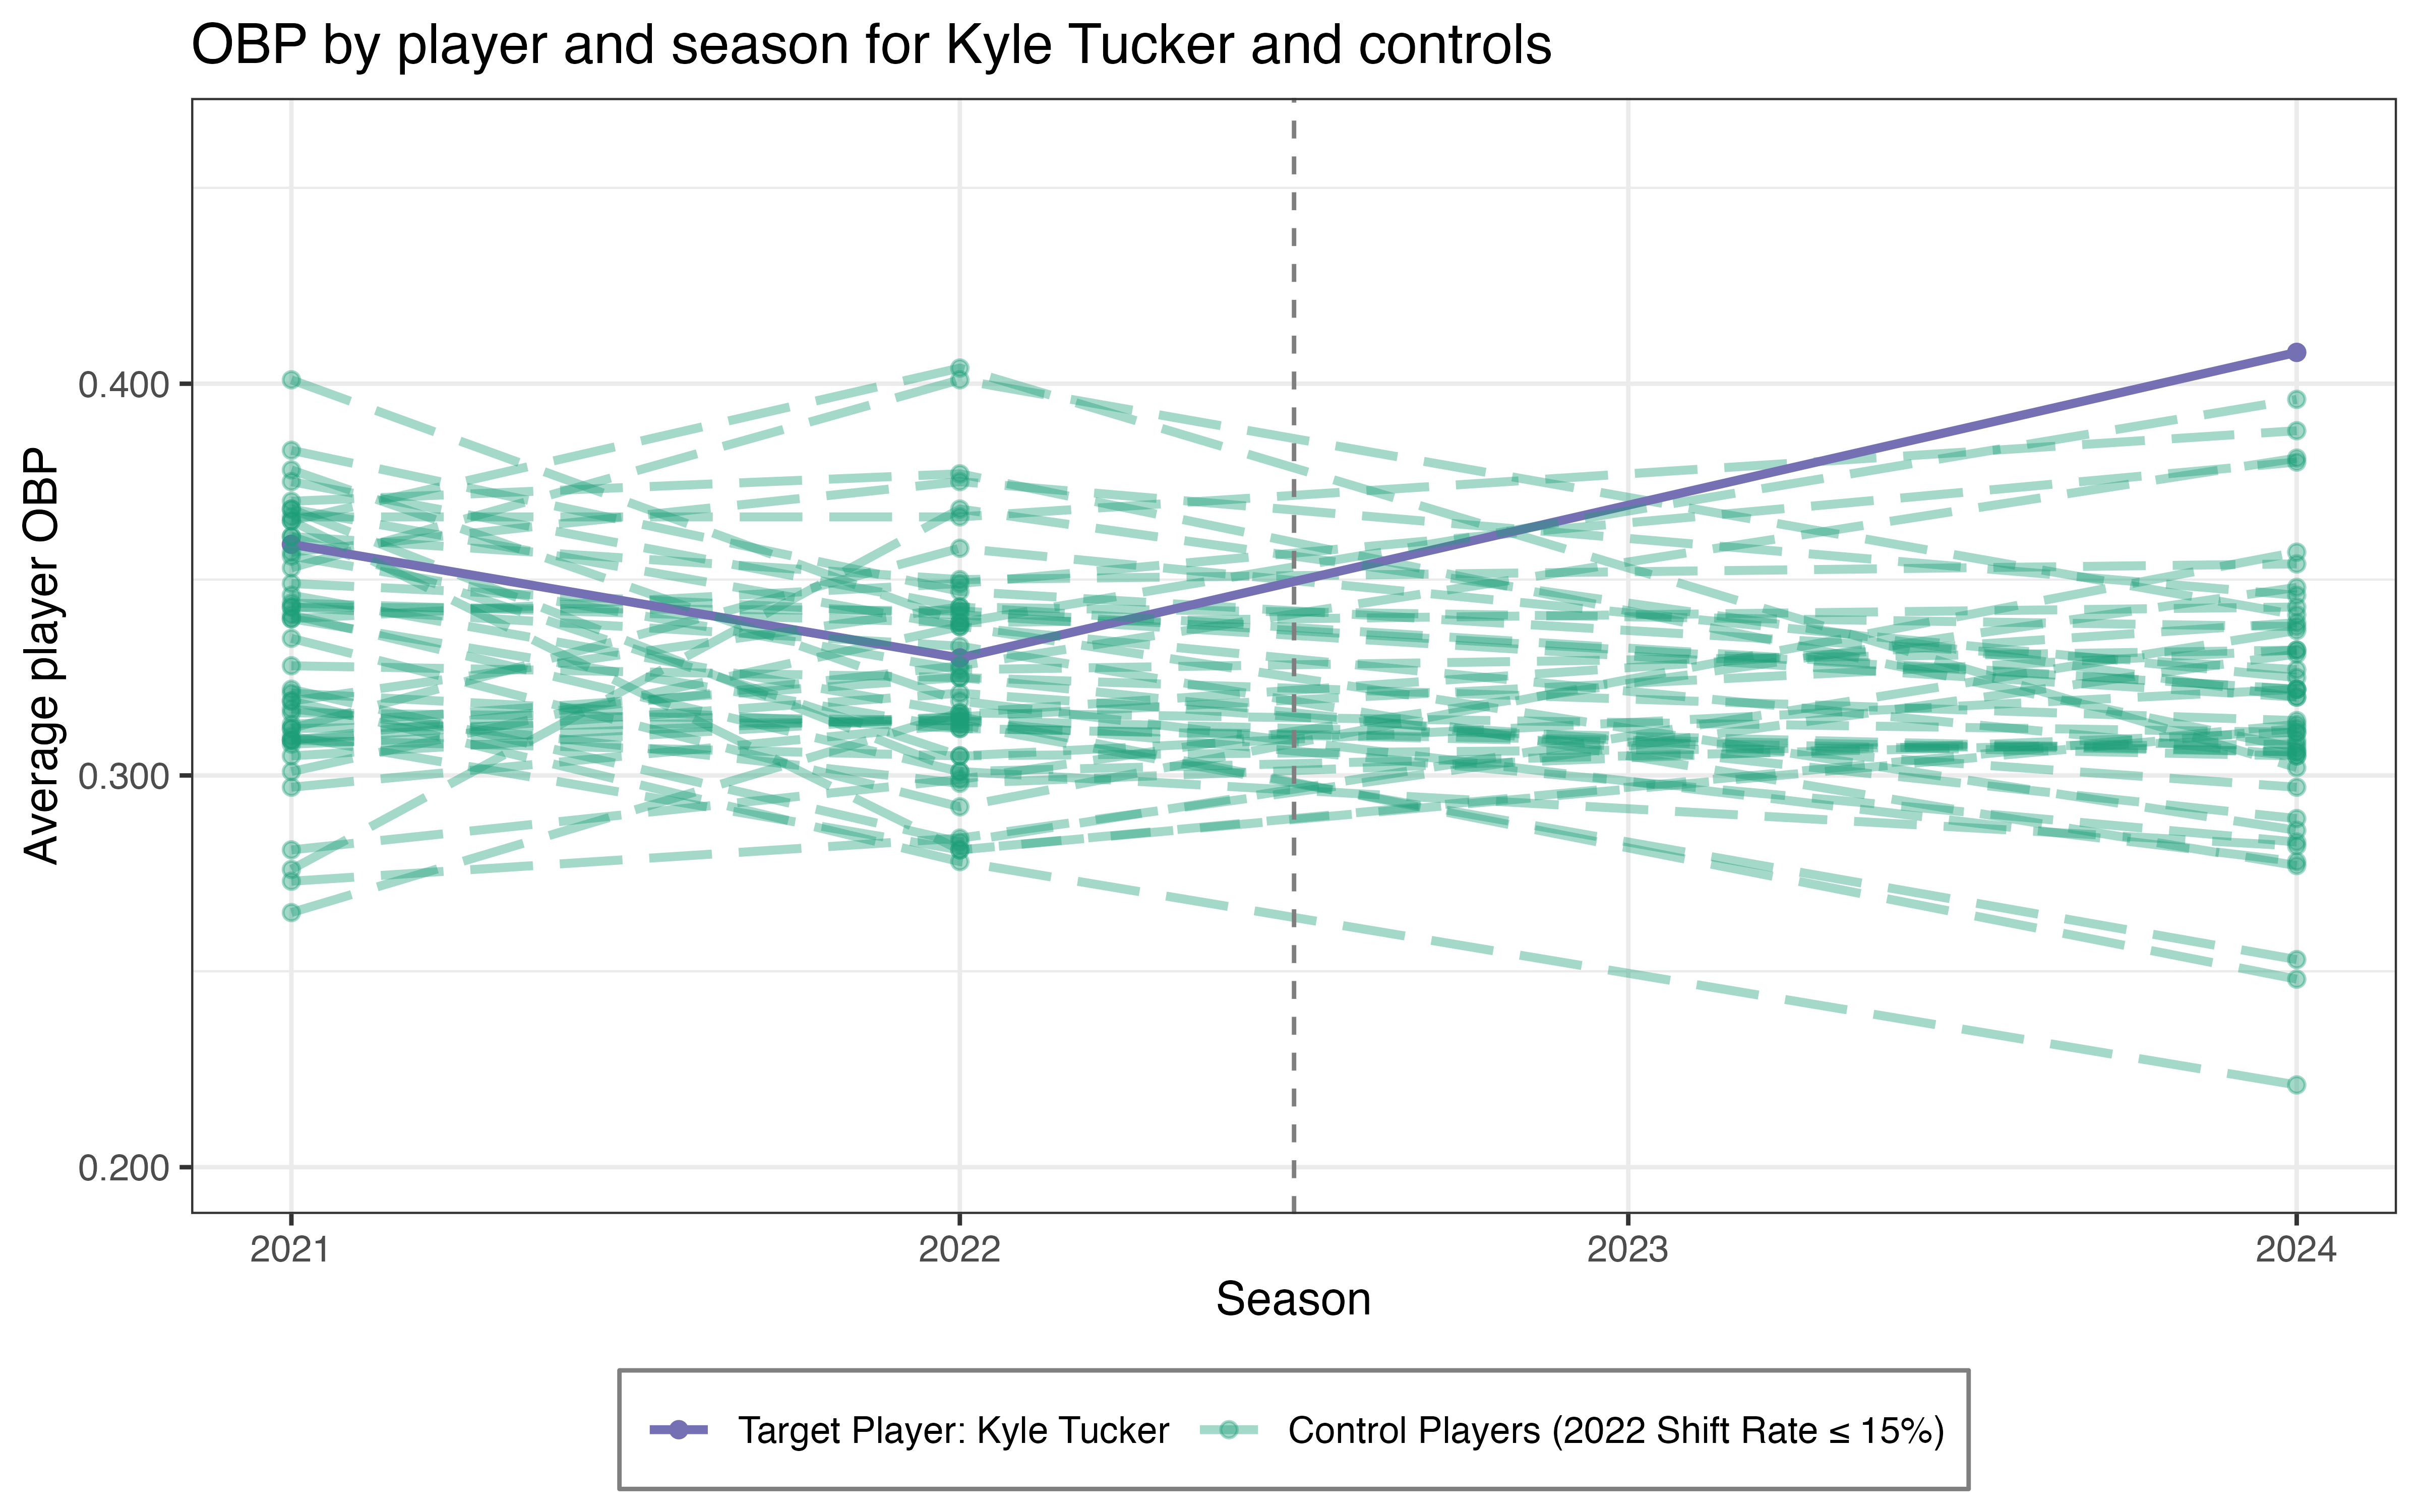 OBP by player and season for Kyle Tucker and controls
Average player OBP
0.400
0.300
0.200
2021 2022 2023 2024
Season
Target Player: Kyle Tucker Control Players (2022 Shift Rate ≤ 15%)